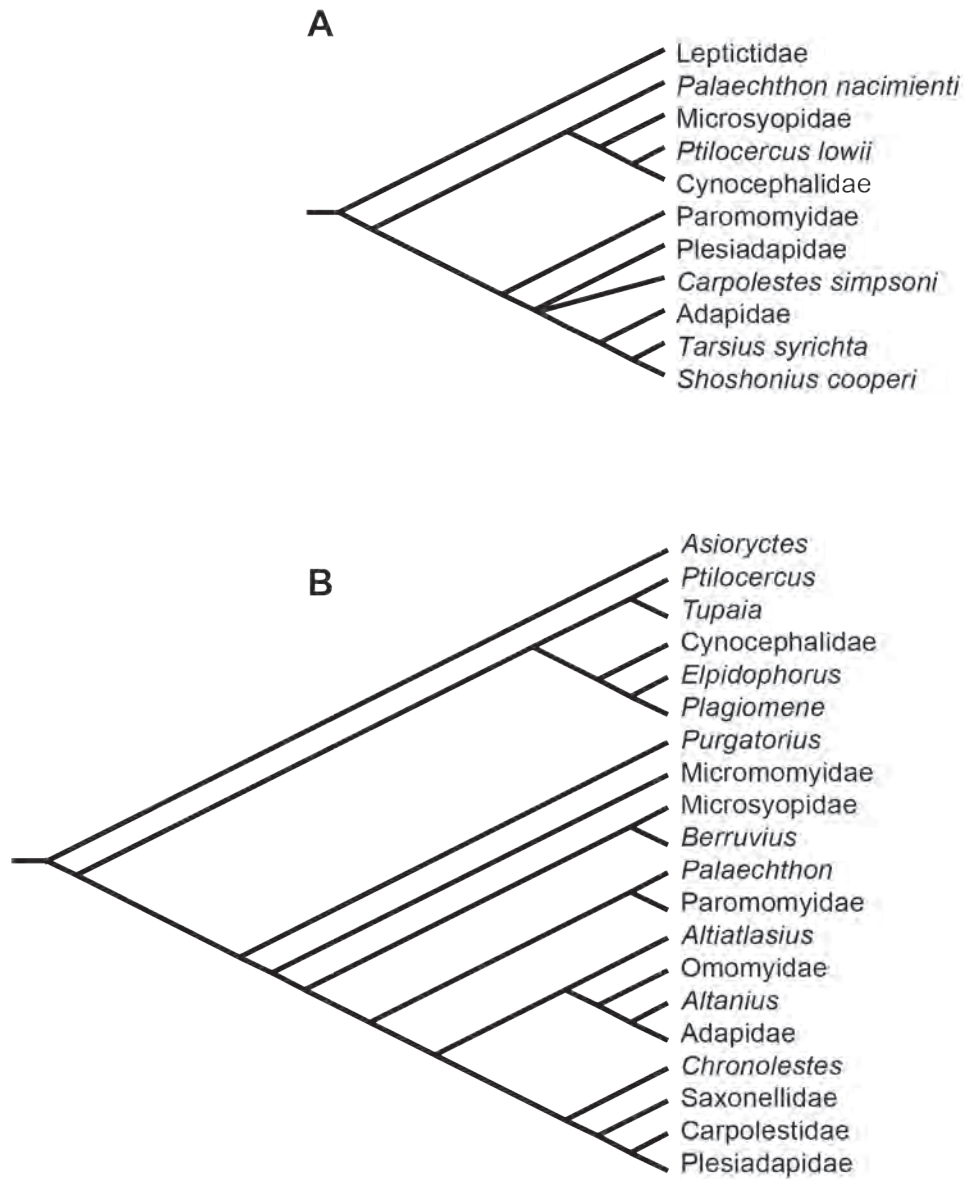 A
Leptictidae
Palaechthon nacimienti
Microsyopidae
Ptilocercus lowii
Cynocephalidae
Paromomyidae
Plesiadapidae
Carpolestes simpsoni
Adapidae
Tarsius syrichta
Shoshonius cooperi
B
Asioryctes
Ptilocercus
Tupaia
Cynocephalidae
Elpidophorus
Plagiomene
Purgatorius
Micromomyidae
Microsyopidae
Berruvius
Palaechthon
Paromomyidae
Altiatlasius
Omomyidae
Altanius
Adapidae
Chronolestes
Saxonellidae
Carpolestidae
Plesiadapidae